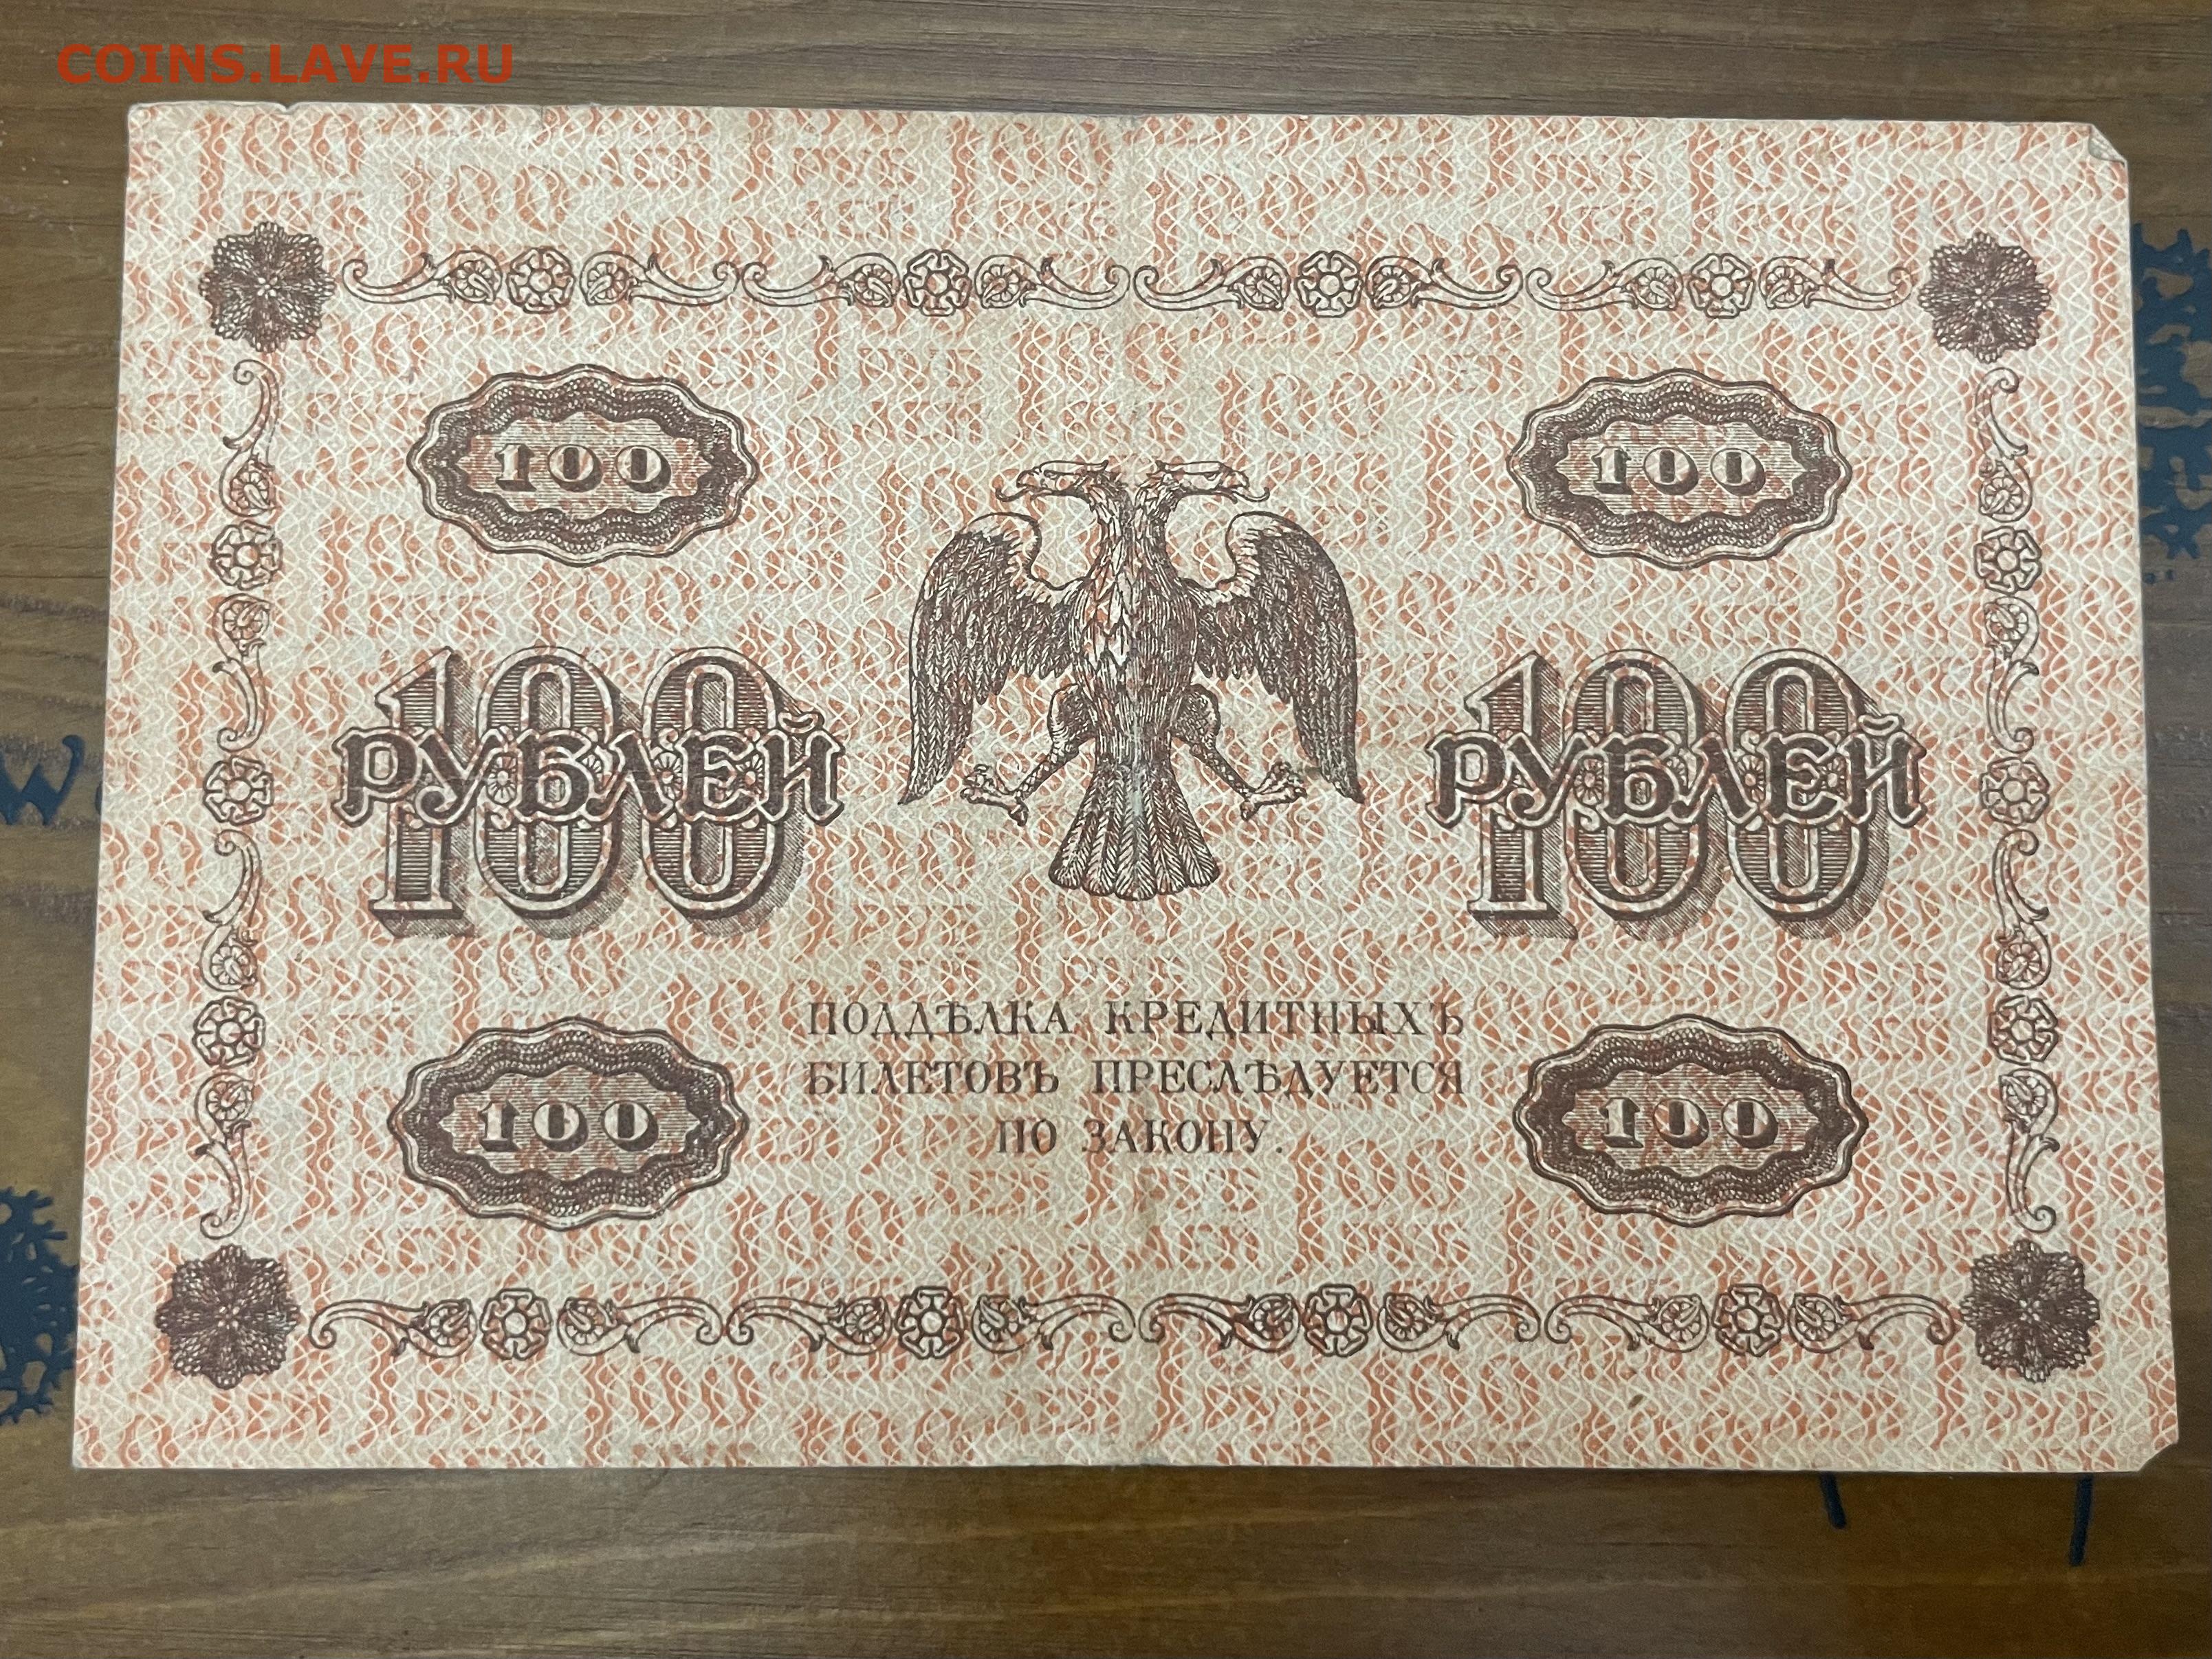 COINS.LAVE.RU
100 100
100 РУБЛЕЙ 100 РУБЛЕЙ
ПОДДѢЛКА КРЕДИТНЫХЪ
БИЛЕТОВЪ ПРЕСЛѢДУЕТСЯ
ПО ЗАКОНУ.
100 100